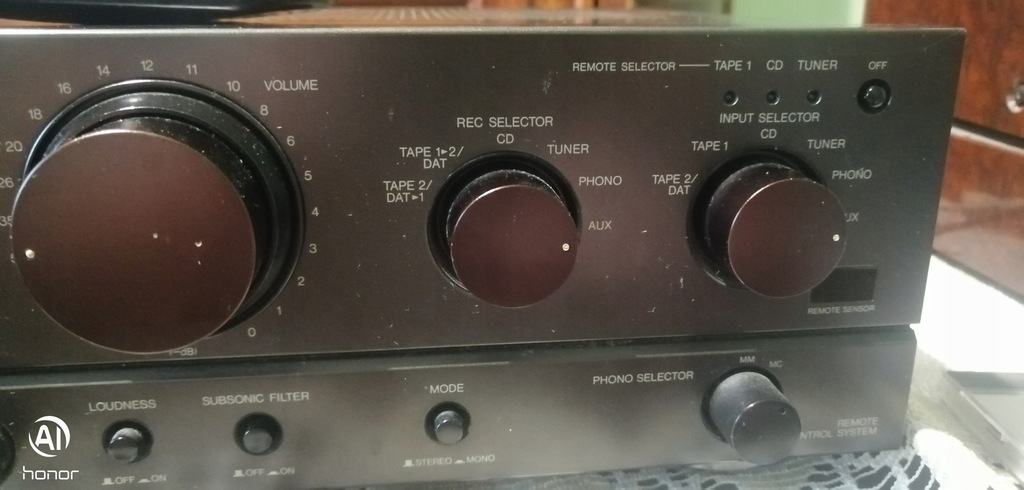 REMOTE SELECTOR TAPE 1 CD TUNER OFF
14 12 11
16 10 VOLUME
18 8
20 6
26 5
4
3
2
1
0
(-dB)
REC SELECTOR
CD
TAPE 1▸2/ TUNER
DAT
TAPE 2/ PHONO
DAT▸1
AUX
INPUT SELECTOR
CD
TAPE 1 TUNER
TAPE 2/ PHONO
DAT
REMOTE SENSOR
LOUDNESS
OFF ON
SUBSONIC FILTER
OFF ON
MODE
STEREO MONO
PHONO SELECTOR
MM MC
REMOTE
SYSTEM
AI
honor